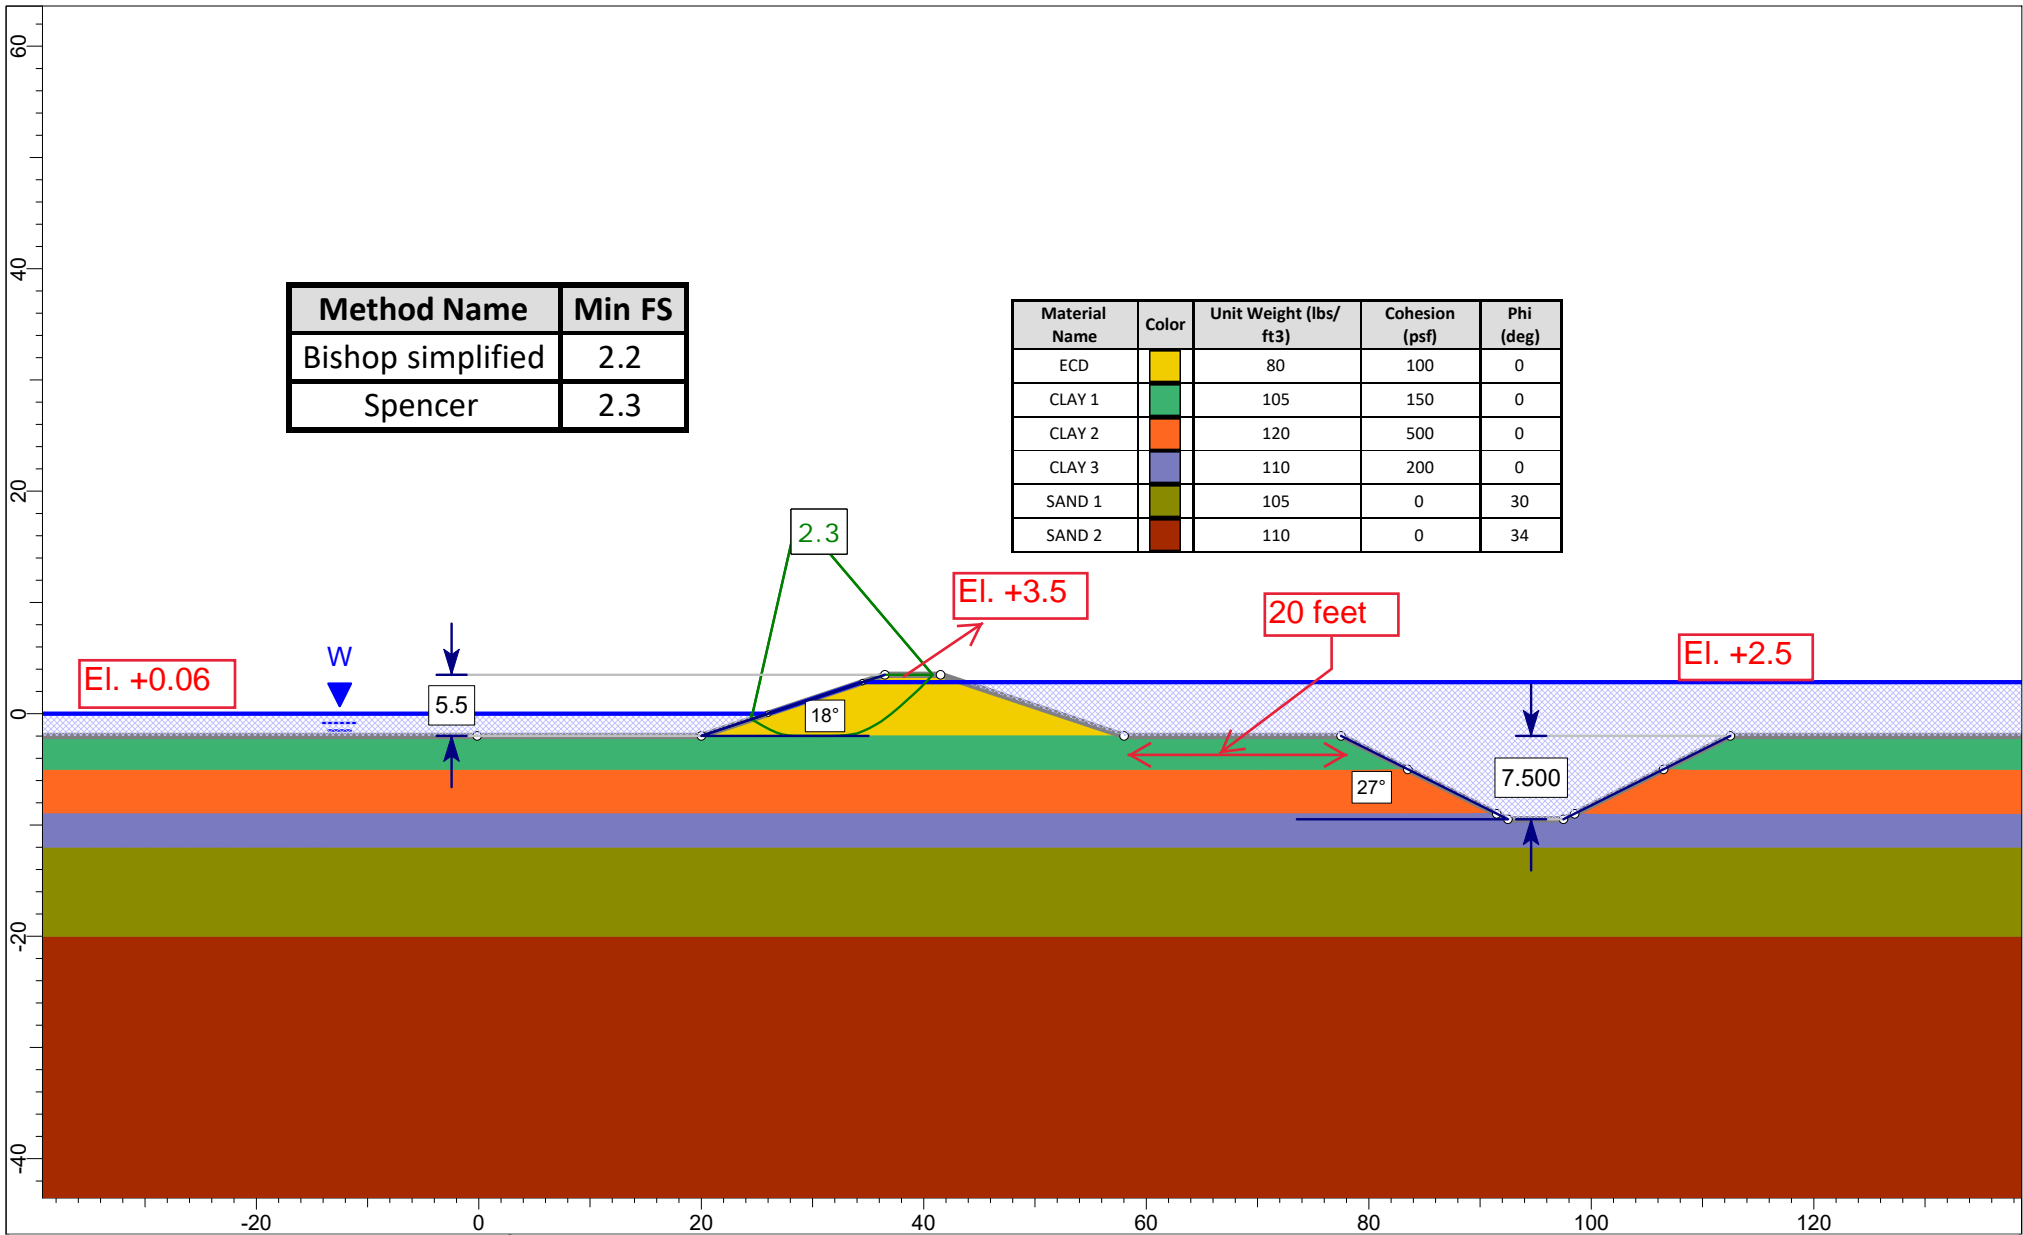 60
40
20
0
-20
-40
Method Name Min FS
Bishop simplified 2.2
Spencer 2.3
Material Name Color Unit Weight (lbs/ft3) Cohesion (psf) Phi (deg)
ECD 80 100 0
CLAY 1 105 150 0
CLAY 2 120 500 0
CLAY 3 110 200 0
SAND 1 105 0 30
SAND 2 110 0 34
2.3
El. +3.5
20 feet
El. +2.5
W
El. +0.06
5.5
18°
27°
7.500
-20 0 20 40 60 80 100 120